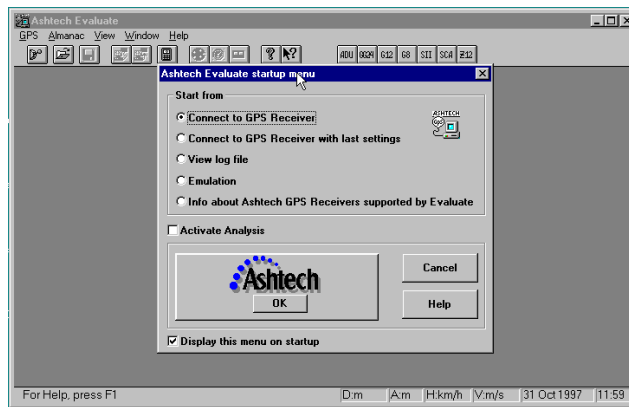 Ashtech Evaluate
GPS Almanac View Window Help
ADU GG24 G12 G8 SII SCA Z12
Ashtech Evaluate startup menu
Start from
Connect to GPS Receiver
ASHTECH
Connect to GPS Receiver with last settings
View log file
Emulation
Info about Ashtech GPS Receivers supported by Evaluate
Activate Analysis
Ashtech
OK
Cancel
Help
Display this menu on startup
For Help, press F1 D:m A:m H:km/h V:m/s 31 Oct 1997 11:59